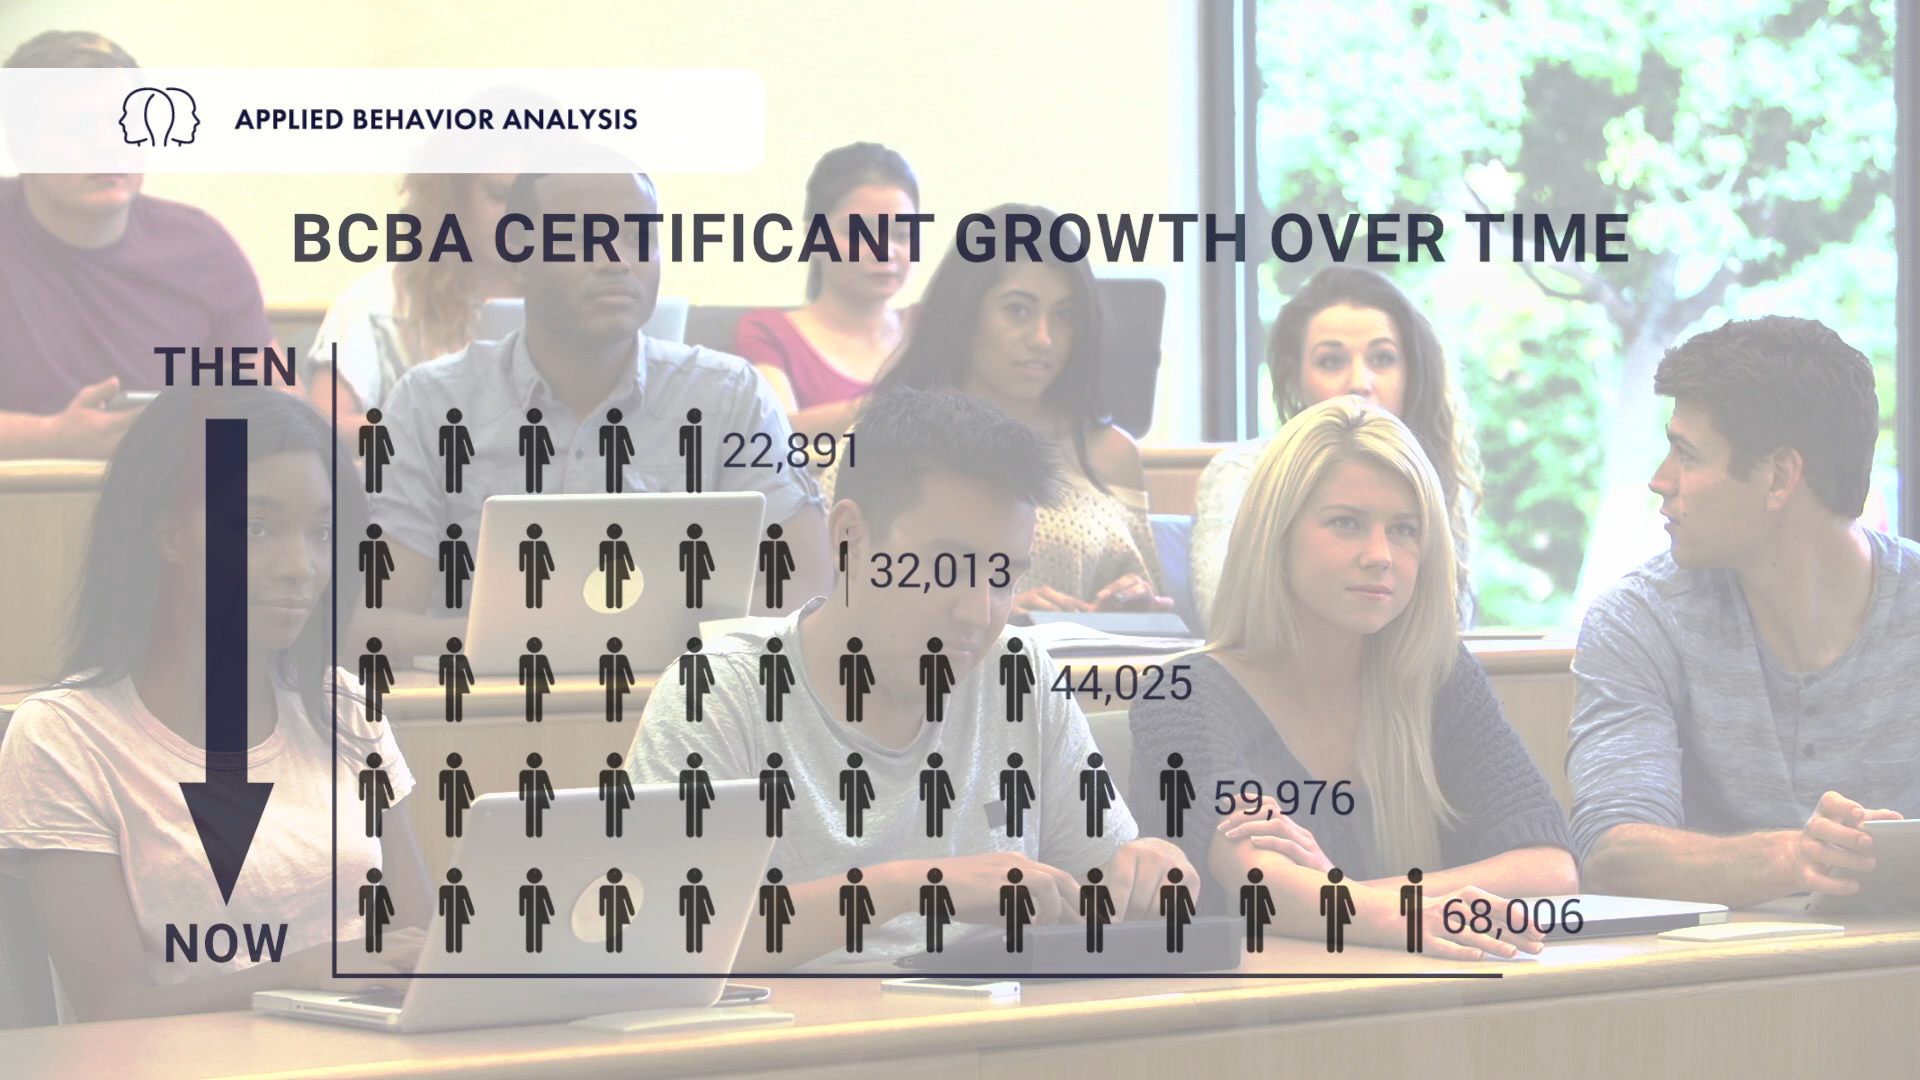 APPLIED BEHAVIOR ANALYSIS
BCBA CERTIFICANT GROWTH OVER TIME
THEN
22,891
32,013
44,025
59,976
68,006
NOW